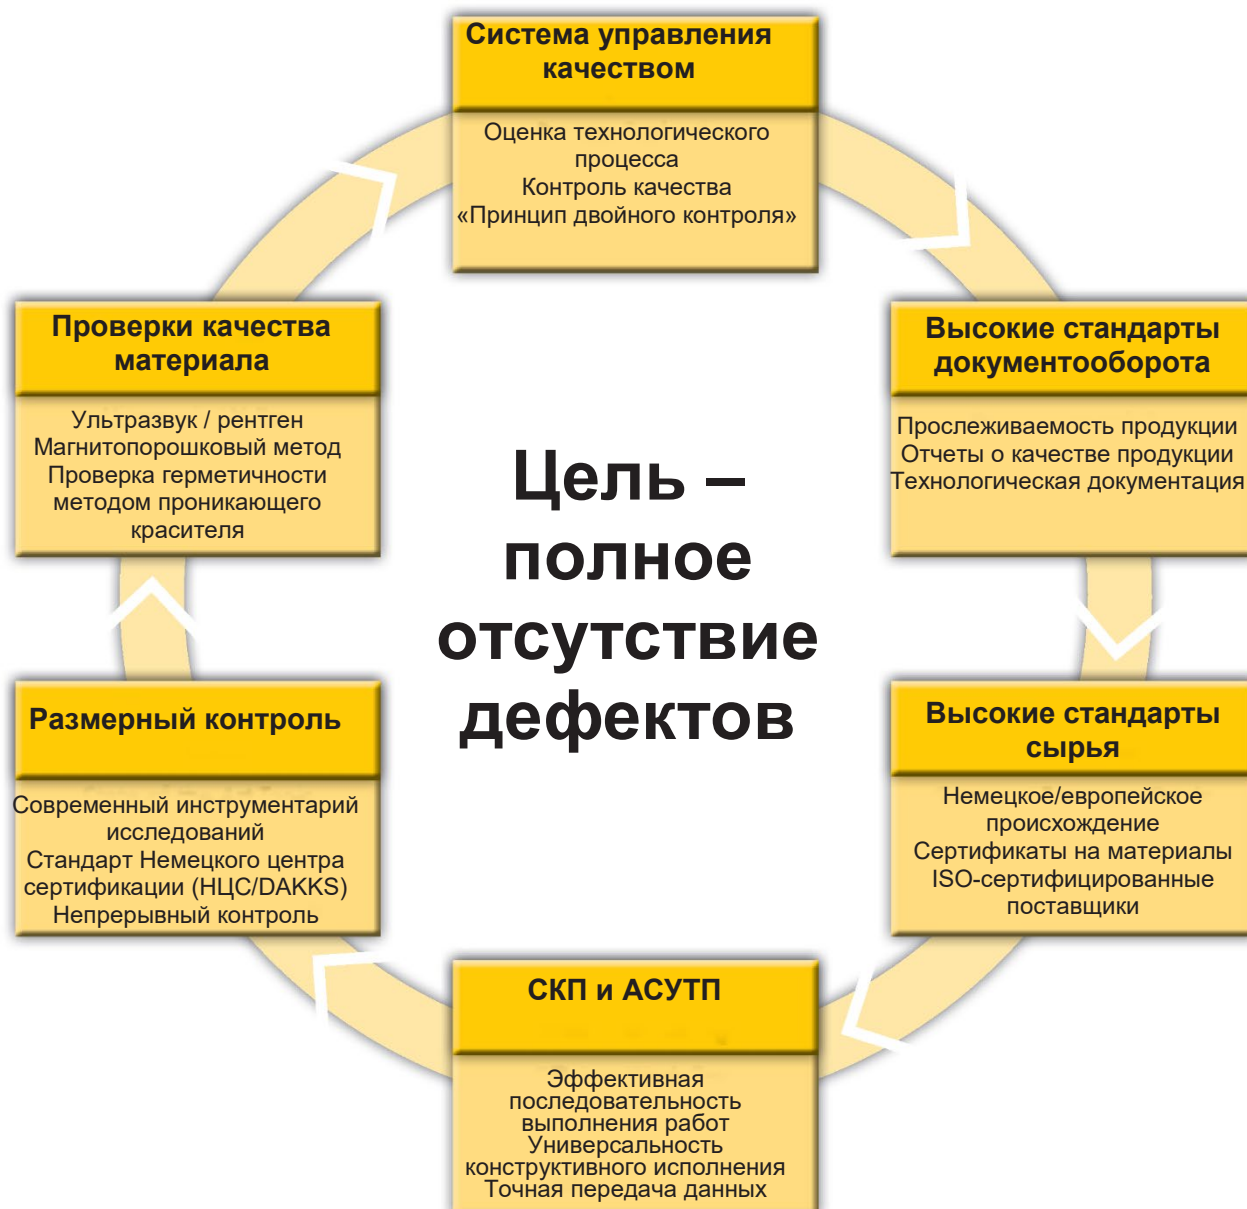 Система управления
качеством
Оценка технологического
процесса
Контроль качества
«Принцип двойного контроля»
Проверки качества
материала
Ультразвук / рентген
Магнитопорошковый метод
Проверка герметичности
методом проникающего
красителя
Высокие стандарты
документооборота
Прослеживаемость продукции
Отчеты о качестве продукции
Технологическая документация
Цель –
полное
отсутствие
дефектов
Размерный контроль
Современный инструментарий
исследований
Стандарт Немецкого центра
сертификации (НЦС/DAKKS)
Непрерывный контроль
Высокие стандарты
сырья
Немецкое/европейское
происхождение
Сертификаты на материалы
ISO-сертифицированные
поставщики
СКП и АСУТП
Эффективная
последовательность
выполнения работ
Универсальность
конструктивного исполнения
Точная передача данных